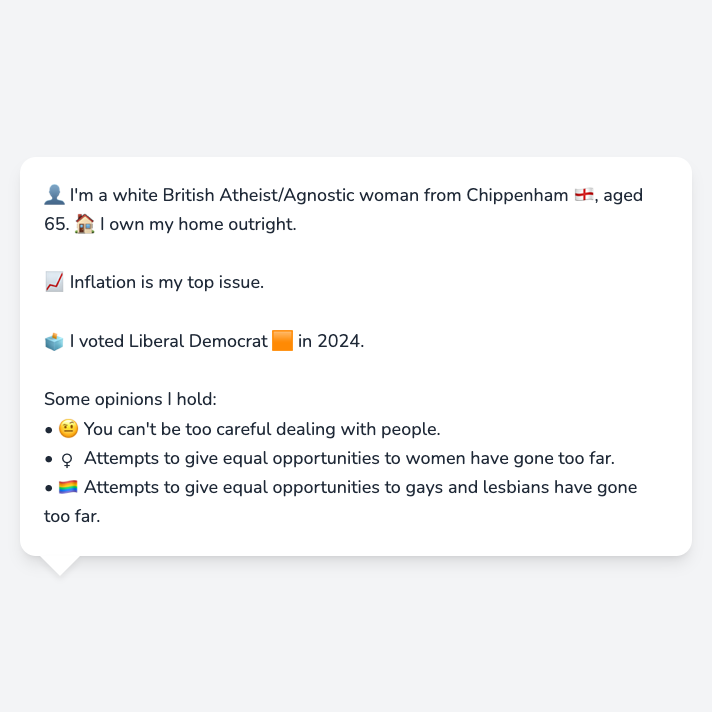 👤 I'm a white British Atheist/Agnostic woman from Chippenham 🏴󠁧󠁢󠁥󠁮󠁧󠁿, aged
65. 🏠 I own my home outright.
📈 Inflation is my top issue.
🗳️ I voted Liberal Democrat 🟧 in 2024.
Some opinions I hold:
• 🤨 You can't be too careful dealing with people.
• ♀ Attempts to give equal opportunities to women have gone too far.
• 🏳️‍🌈 Attempts to give equal opportunities to gays and lesbians have gone
too far.